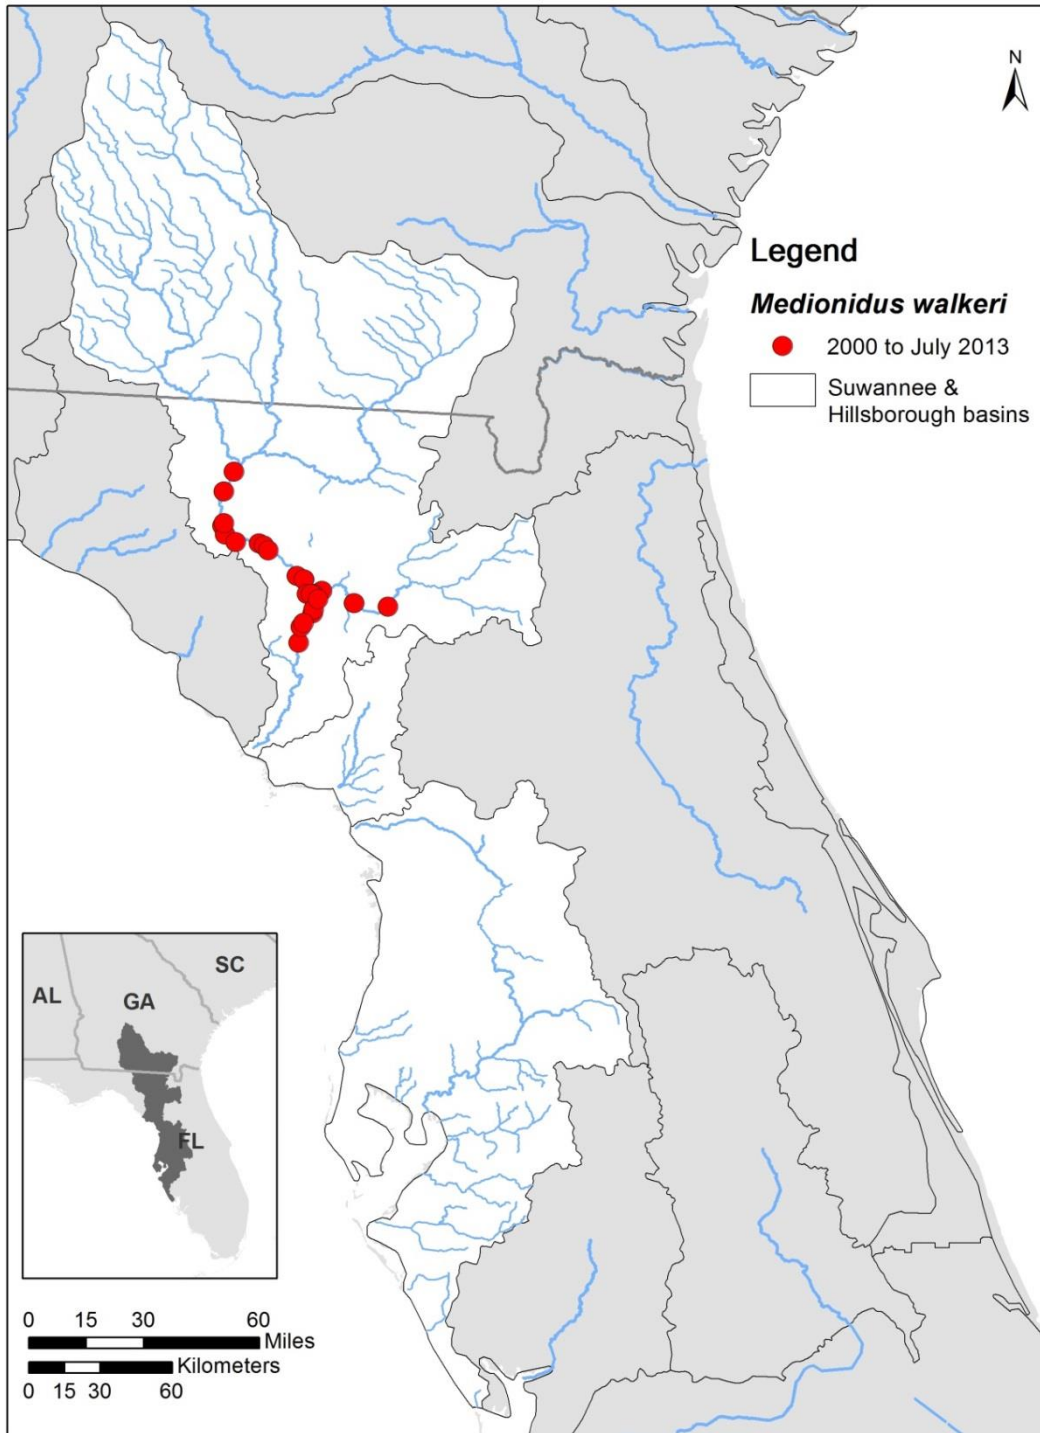 N
Legend
Medionidus walkeri
2000 to July 2013
Suwannee &
Hillsborough basins
SC
AL
GA
FL
0 15 30 60
Miles
Kilometers
0 15 30 60